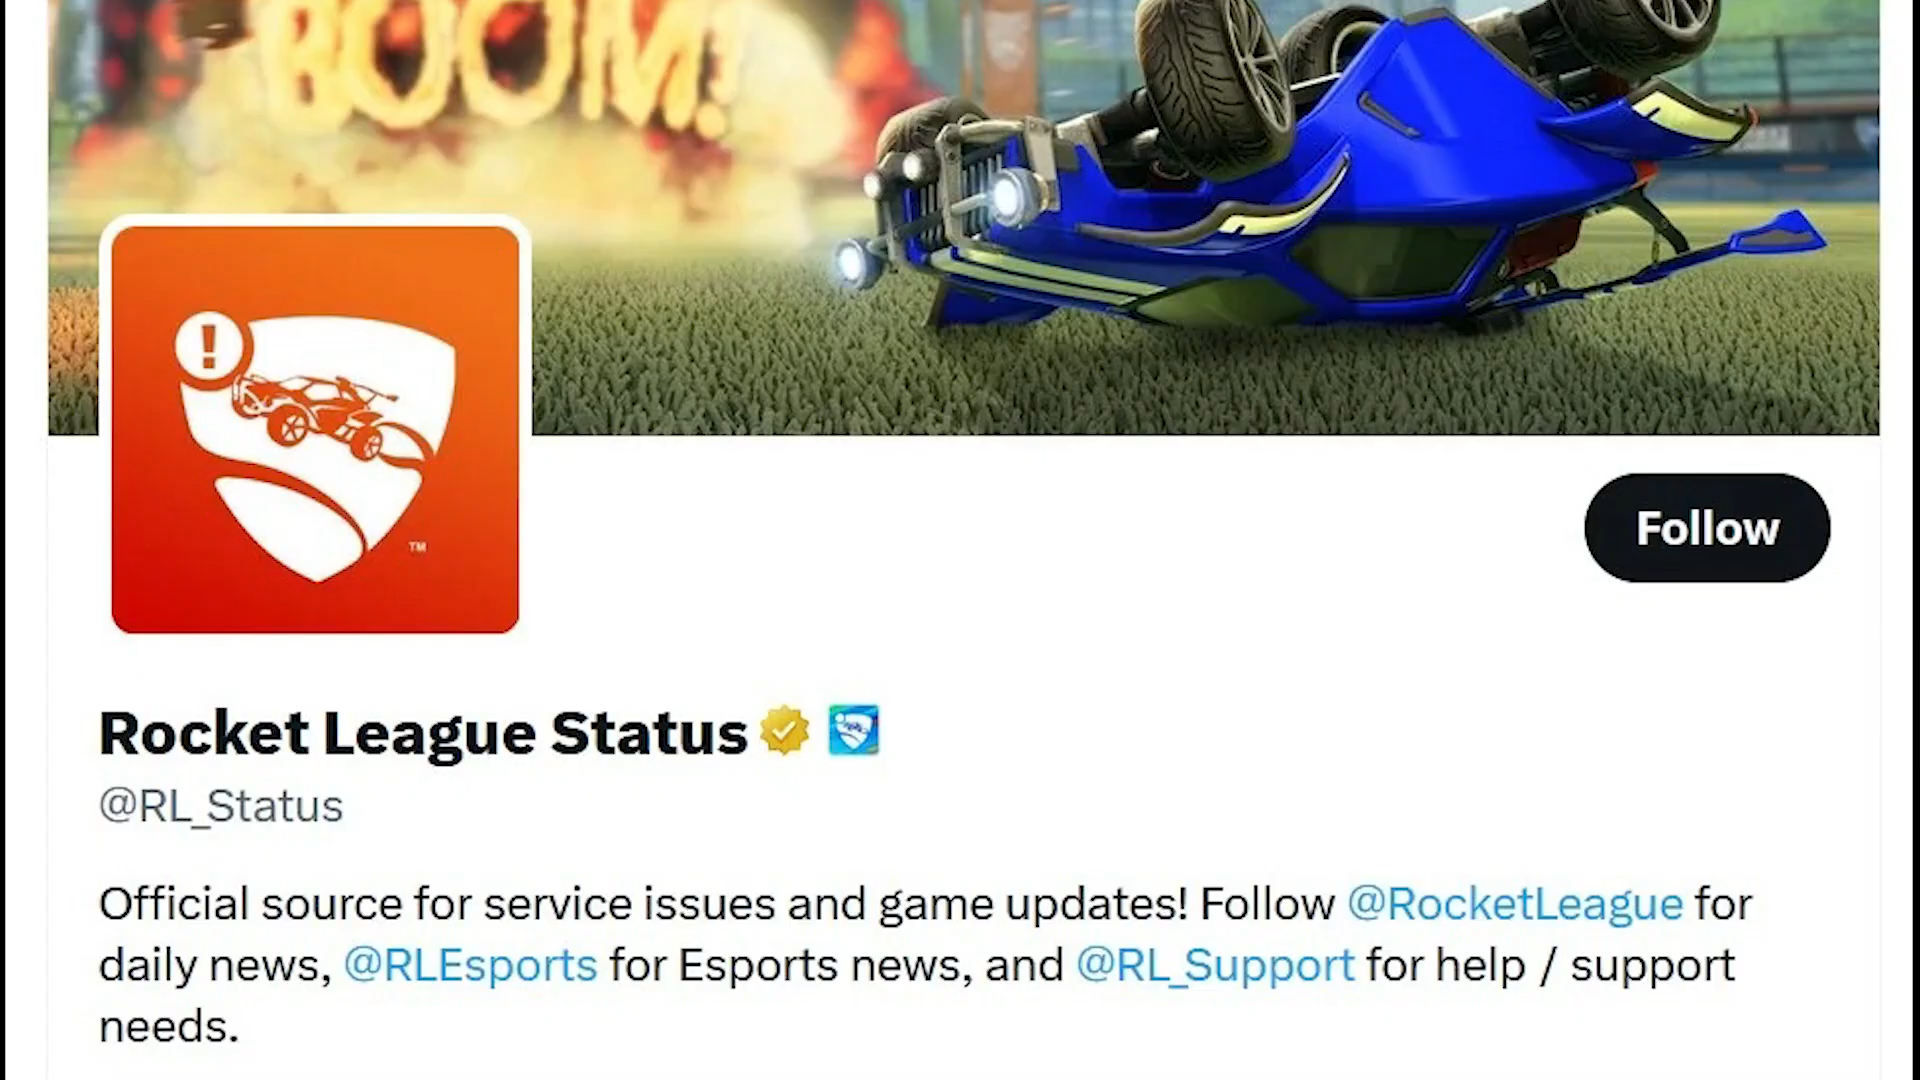 BOOM!
!
TM
Follow
Rocket League Status
@RL_Status
Official source for service issues and game updates! Follow @RocketLeague for
daily news, @RLEsports for Esports news, and @RL_Support for help / support
needs.